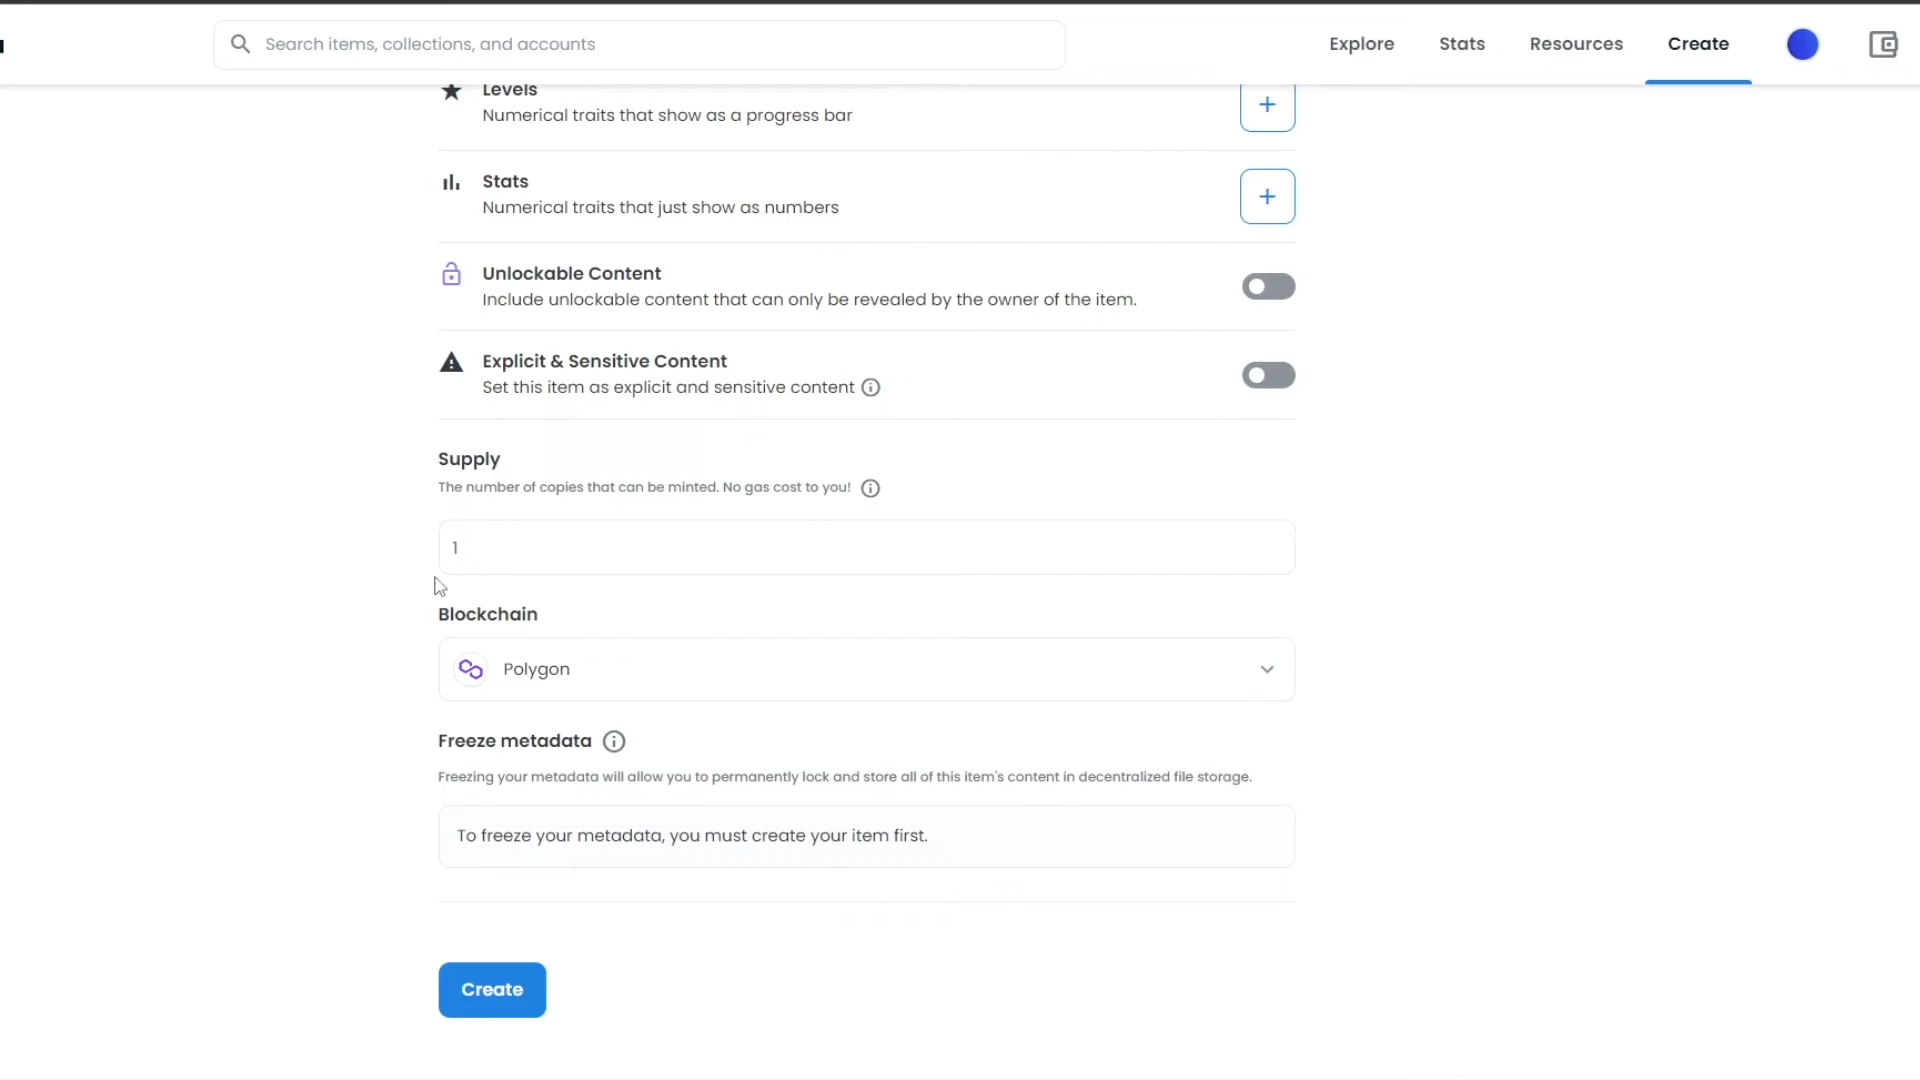 Search items, collections, and accounts
Explore
Stats
Resources
Create
Levels
Numerical traits that show as a progress bar
Stats
Numerical traits that just show as numbers
Unlockable Content
Include unlockable content that can only be revealed by the owner of the item.
Explicit & Sensitive Content
Set this item as explicit and sensitive content
Supply
The number of copies that can be minted. No gas cost to you!
1
Blockchain
Polygon
Freeze metadata
Freezing your metadata will allow you to permanently lock and store all of this item's content in decentralized file storage.
To freeze your metadata, you must create your item first.
Create